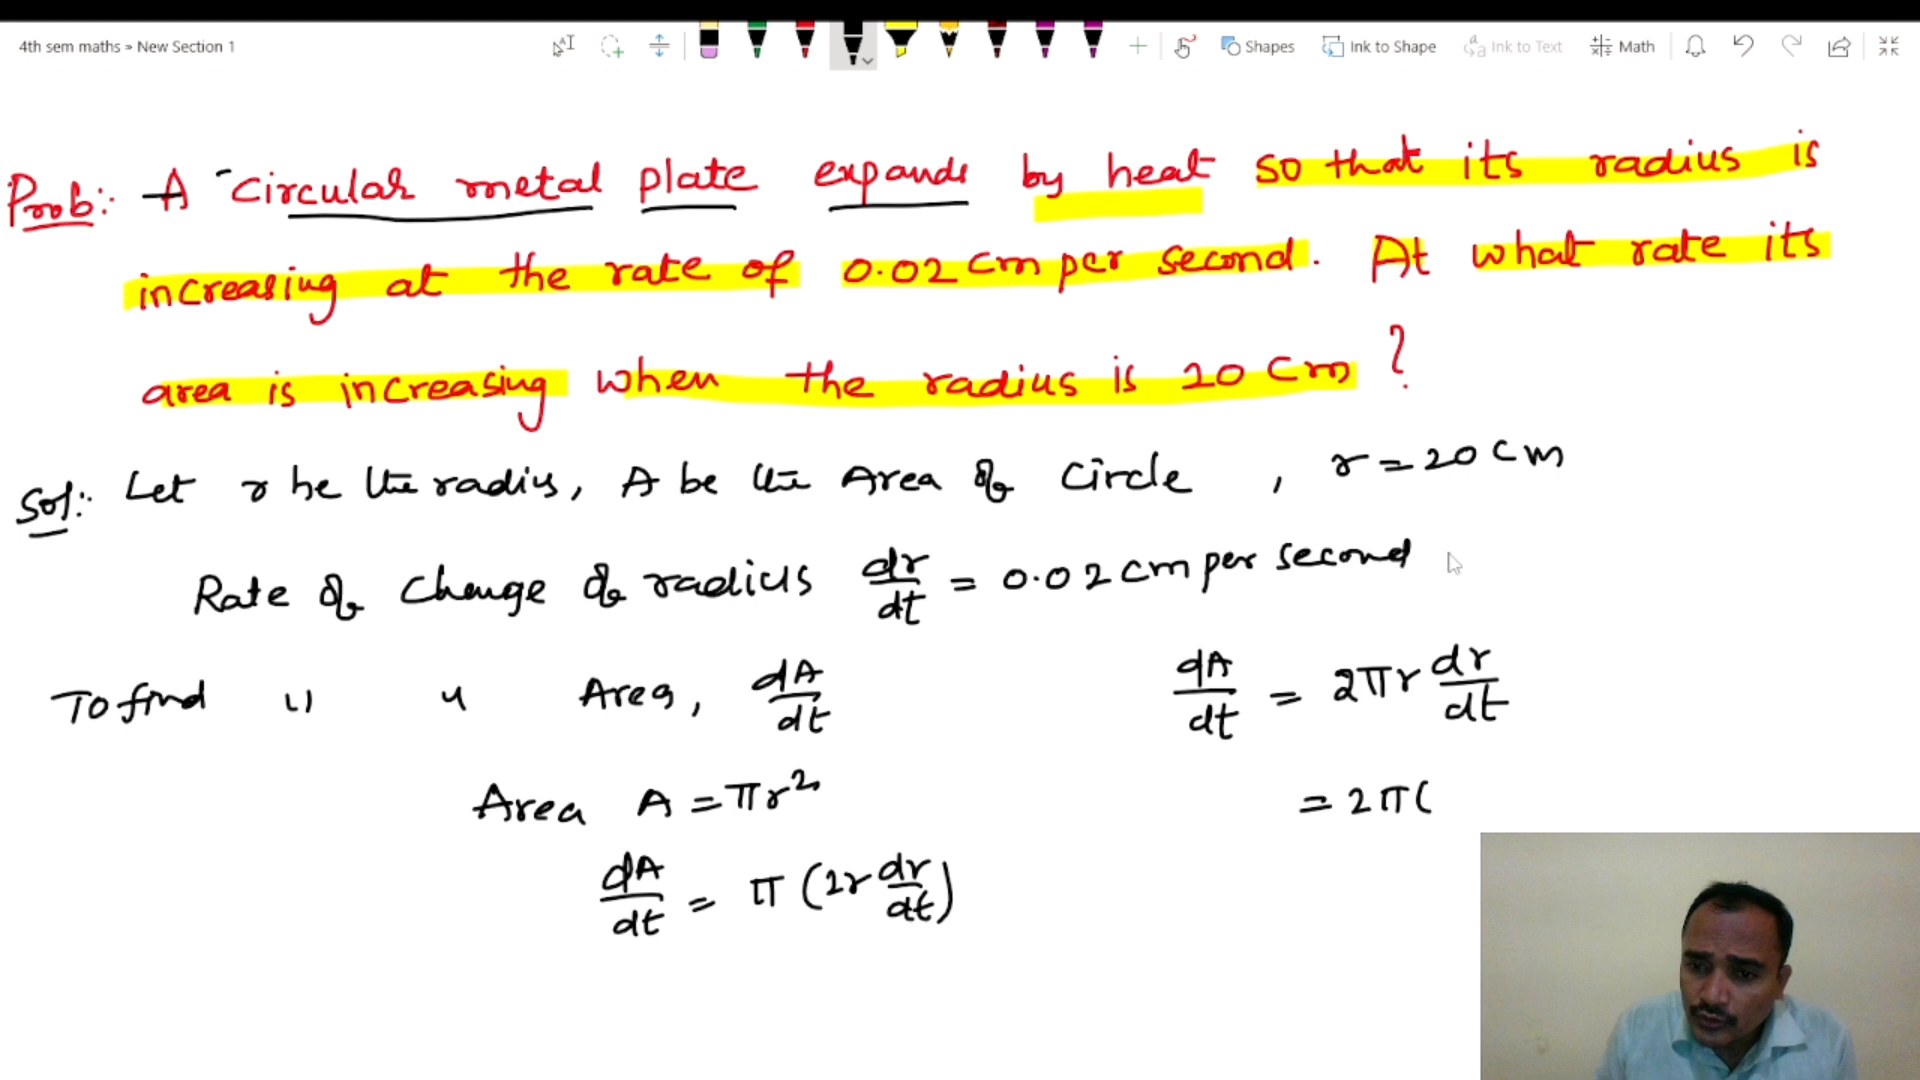 4th sem maths » New Section 1
Shapes Ink to Shape Ink to Text Math
Prob:- A circular metal plate expands by heat so that its radius is
increasing at the rate of 0.02 cm per second. At what rate its
area is increasing when the radius is 20 cm ?
Sol:- Let r be the radius, A be the Area of circle , r = 20 cm
Rate of change of radius dr/dt = 0.02 cm per second
To find " " Area, dA/dt
dA/dt = 2πr dr/dt
Area A = πr²
= 2π(
dA/dt = π (2r dr/dt)